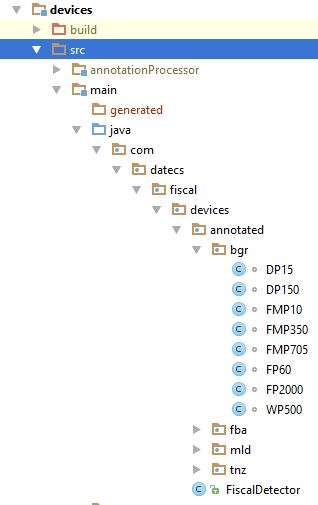 devices
build
src
annotationProcessor
main
generated
java
com
datecs
fiscal
devices
annotated
bgr
DP15
DP150
FMP10
FMP350
FMP705
FP60
FP2000
WP500
fba
mld
tnz
FiscalDetector